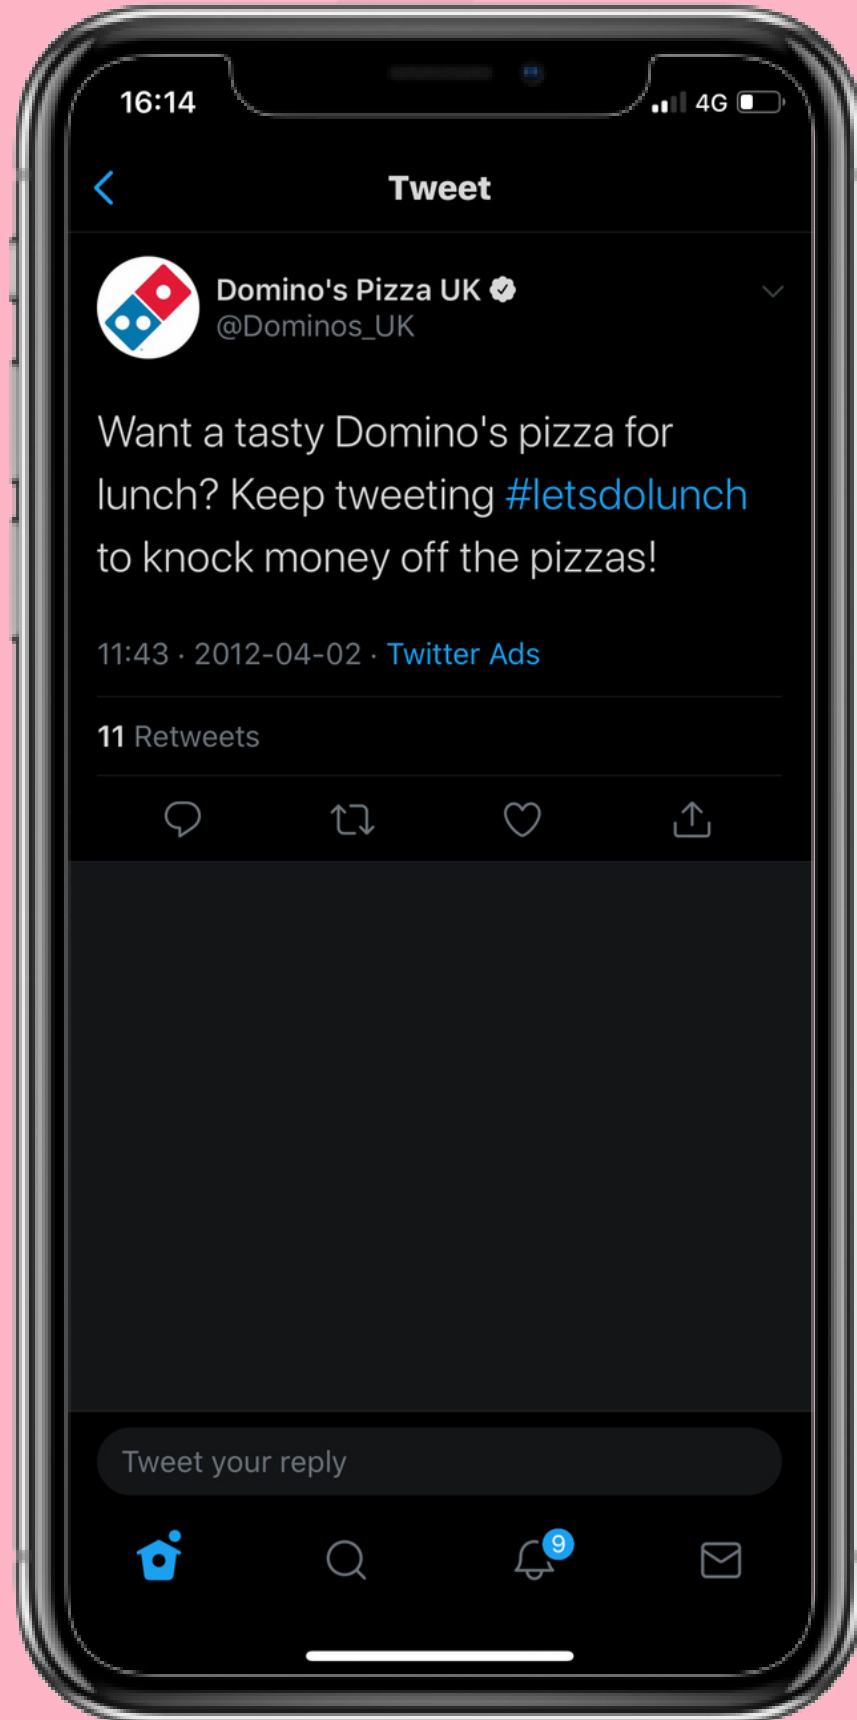 16:14
4G
Tweet
Domino's Pizza UK
@Dominos_UK
Want a tasty Domino's pizza for
lunch? Keep tweeting #letsdolunch
to knock money off the pizzas!
11:43 · 2012-04-02 · Twitter Ads
11 Retweets
Tweet your reply
9